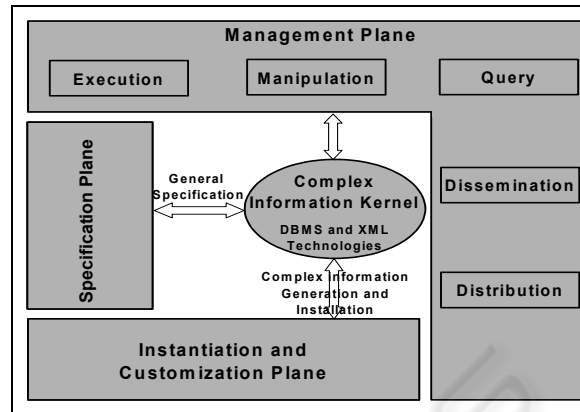 Management Plane
Execution
Manipulation
Query
Specification Plane
General
Specification
Complex
Information Kernel
DBMS and XML
Technologies
Dissemination
Complex Information
Generation and
Installation
Distribution
Instantiation and
Customization Plane